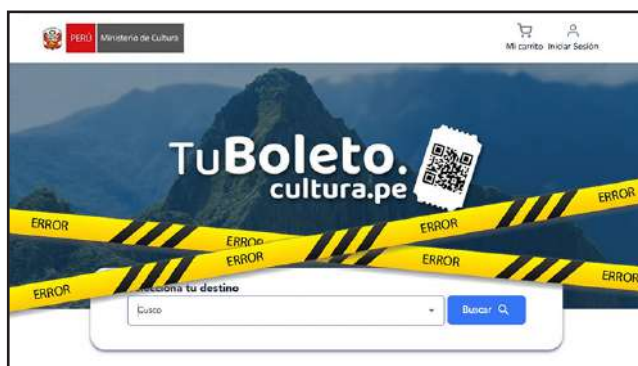 PERÚ Ministerio de Cultura
Mi carrito Iniciar Sesión
TuBoleto.
cultura.pe
ERROR
ERROR
ERROR
ERROR
ERROR
ERROR
ERROR
ERROR
Selecciona tu destino
Cusco
Buscar